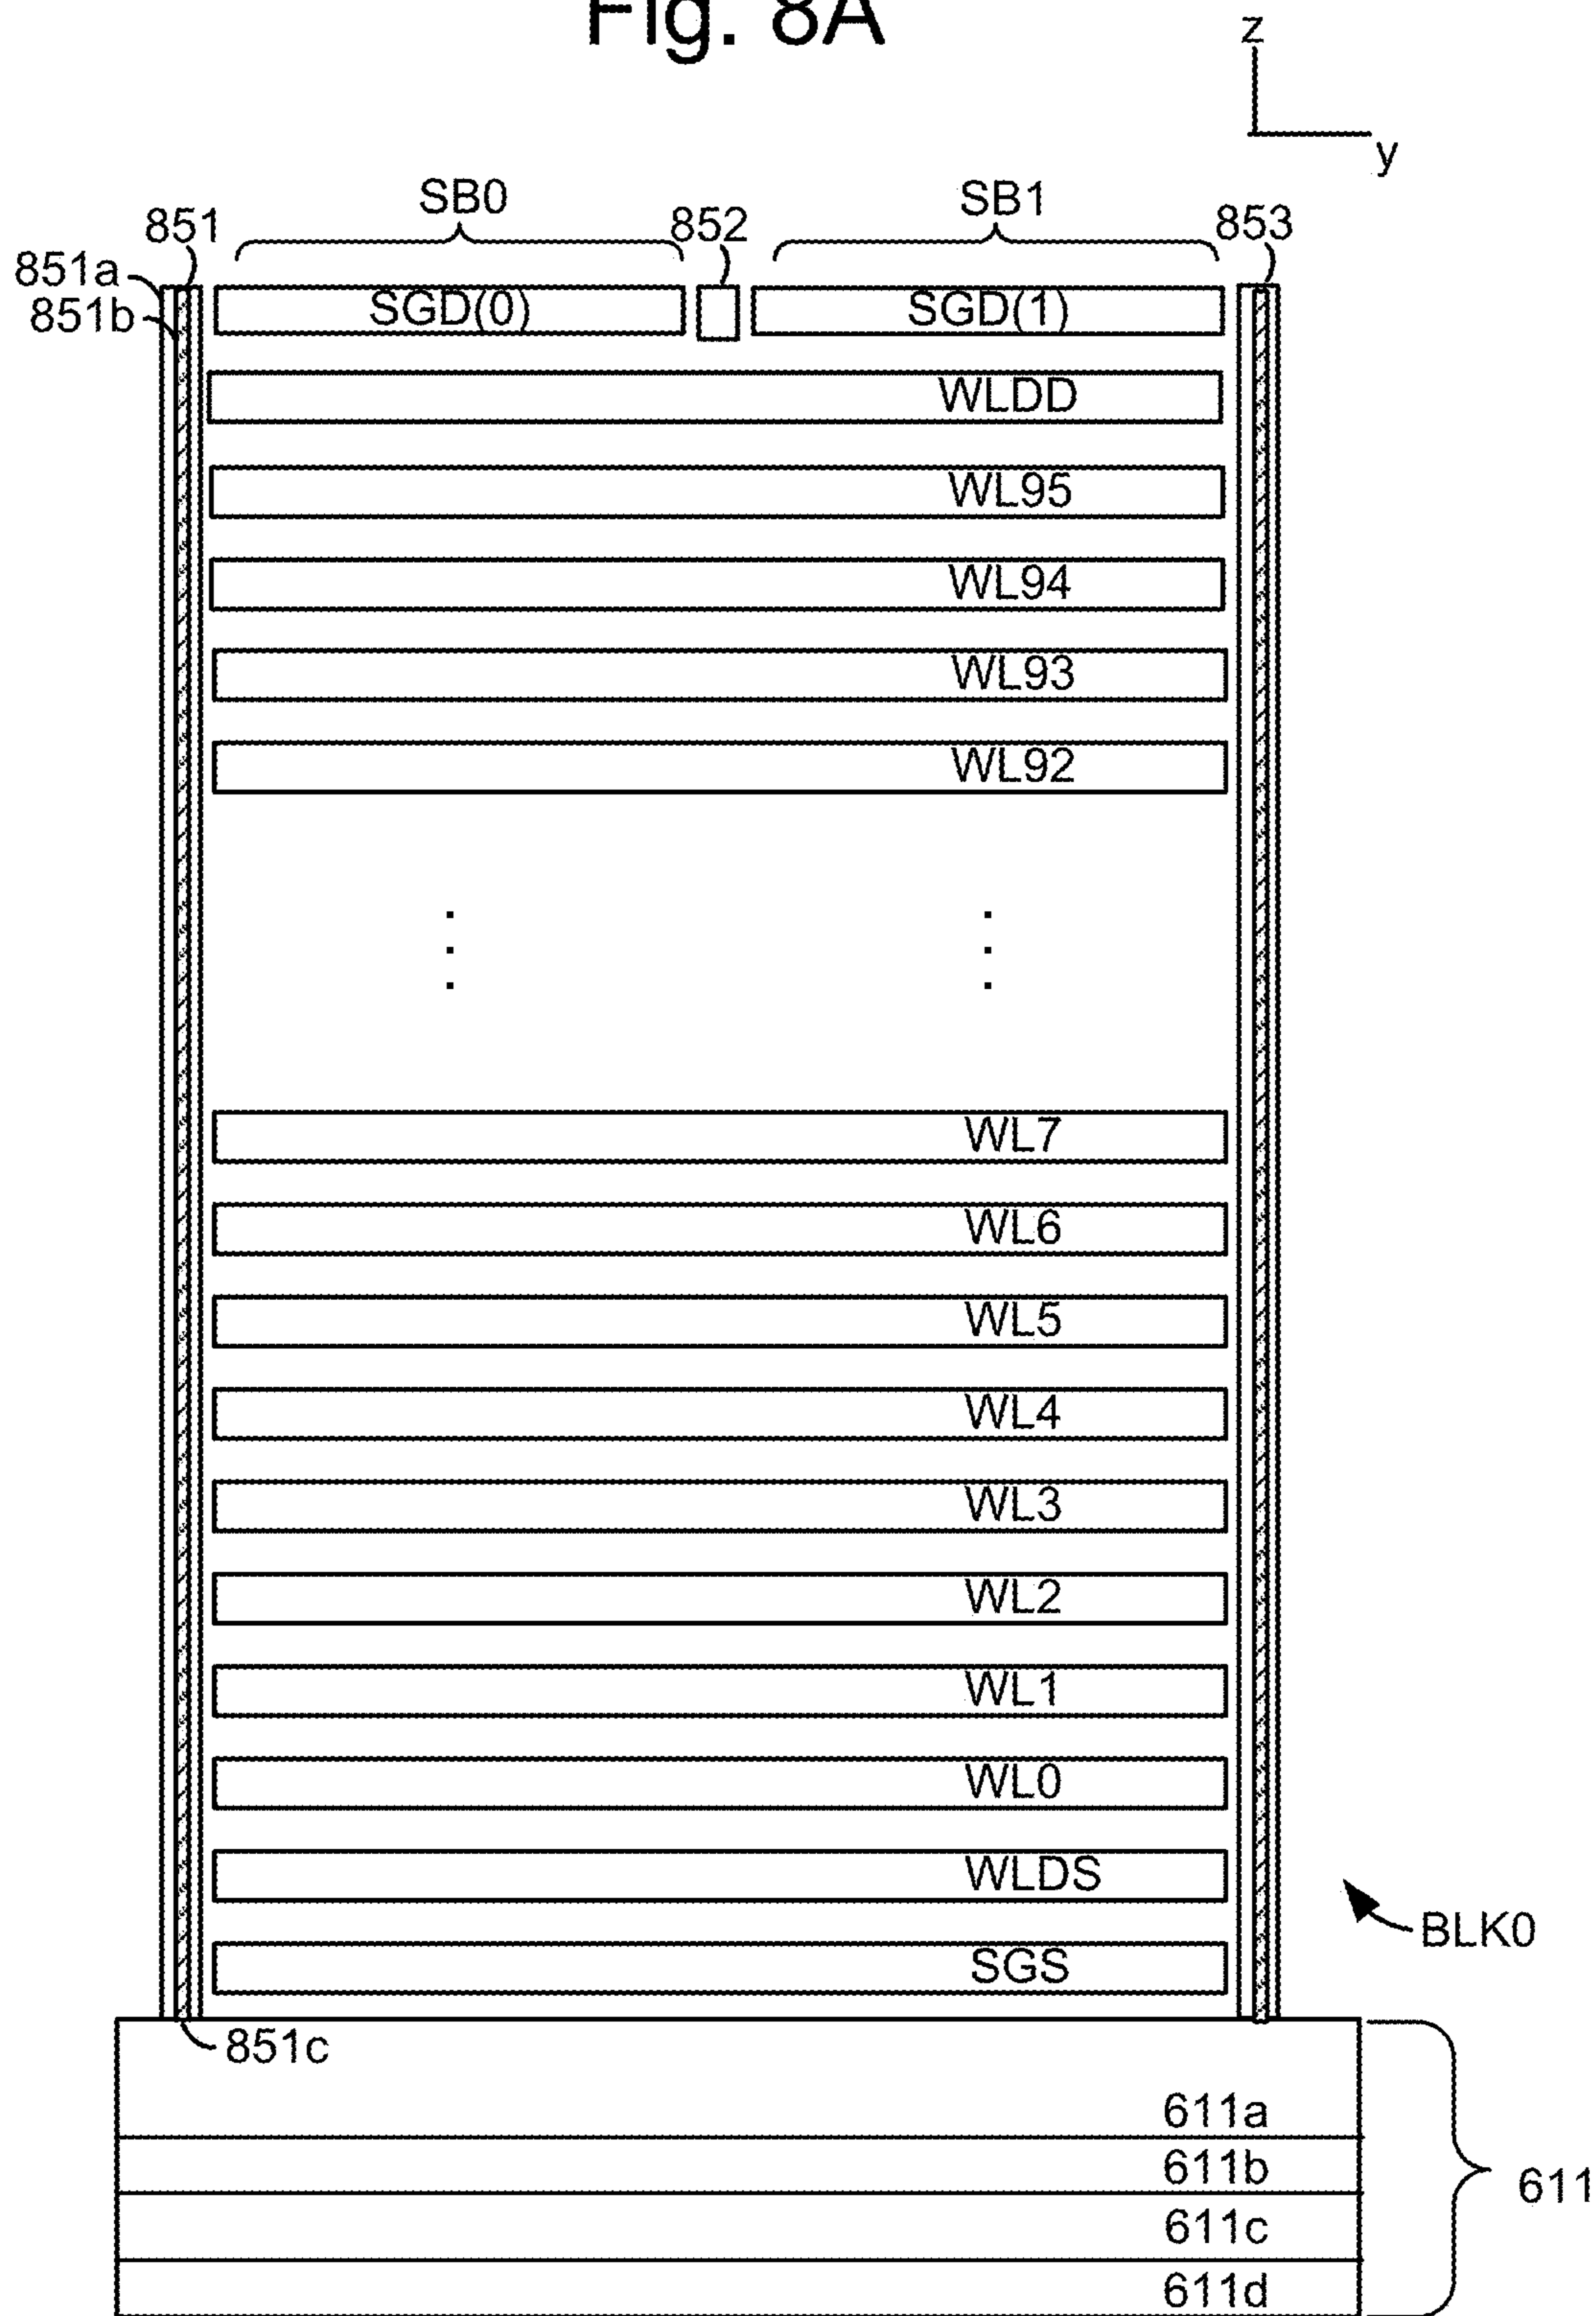 Fig. 8A
z
y
SB0
SB1
851
852
853
851a
851b
SGD(0)
SGD(1)
WLDD
WL95
WL94
WL93
WL92
WL7
WL6
WL5
WL4
WL3
WL2
WL1
WL0
WLDS
BLK0
SGS
851c
611a
611b
611
611c
611d